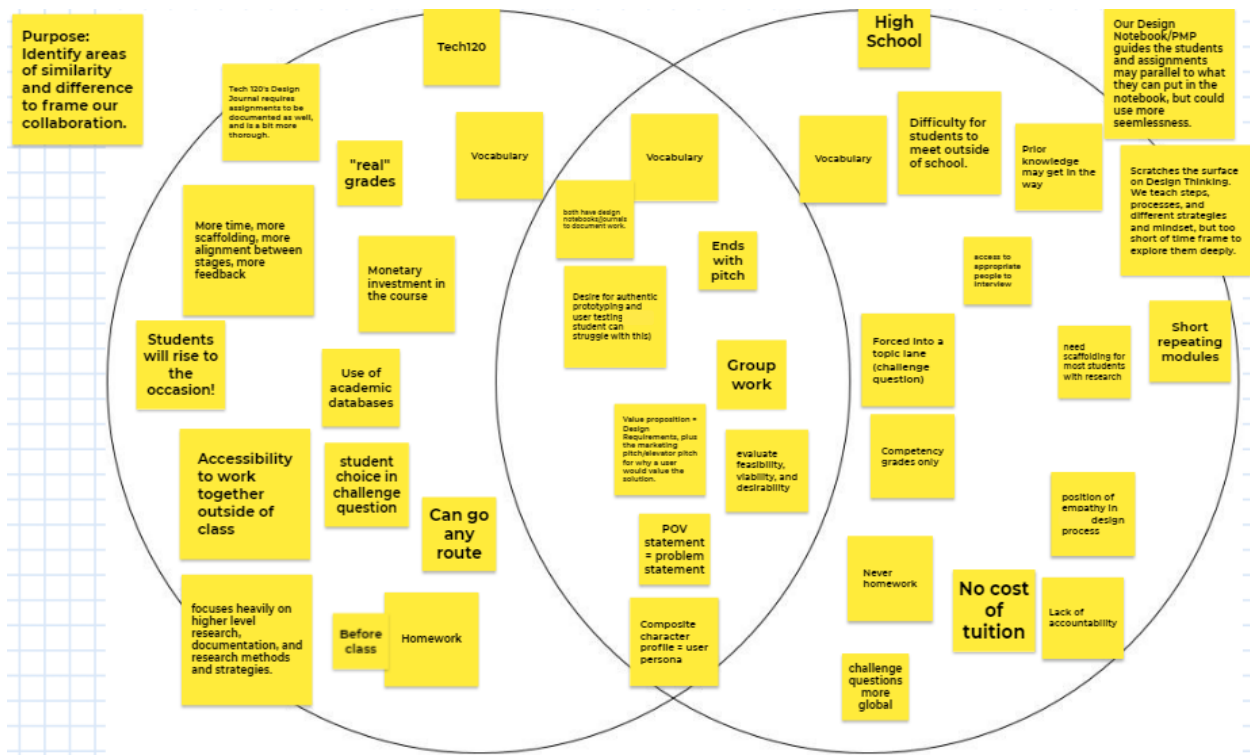 Purpose:
Identify areas
of similarity
and difference
to frame our
collaboration.
Tech120
Tech 120's Design
Journal requires
assignments to be
documented as well,
and is a bit more
thorough.
"real"
grades
Vocabulary
More time, more
scaffolding, more
alignment between
stages, more
feedback
Monetary
investment in
the course
Students
will rise to
the
occasion!
Use of
academic
databases
Accessibility
to work
together
outside of
class
student
choice in
challenge
question
Can go
any
route
focuses heavily on
higher level
research,
documentation, and
research methods
and strategies.
Before
class
Homework
Vocabulary
both have design
notebooks/journals
to document work.
Ends
with
pitch
Desire for authentic
prototyping and
user testing
student can
struggle with this)
Group
work
Value proposition =
Design
Requirements, plus
the marketing
pitch/elevator pitch
for why a user
would value the
solution.
evaluate
feasibility,
viability, and
desirability
POV
statement
= problem
statement
Composite
character
profile = user
persona
High
School
Vocabulary
Difficulty for
students to
meet outside
of school.
Prior
knowledge
may get in the
way
Our Design
Notebook/PMP
guides the students
and assignments
may parallel to what
they can put in the
notebook, but could
use more
seemlessness.
Scratches the surface
on Design Thinking.
We teach steps,
processes, and
different strategies
and mindset, but too
short of time frame to
explore them deeply.
access to
appropriate
people to
interview
Forced into a
topic lane
(challenge
question)
need
scaffolding for
most students
with research
Short
repeating
modules
Competency
grades only
position of
empathy in
design
process
Never
homework
No cost
of
tuition
Lack of
accountability
challenge
questions
more
global